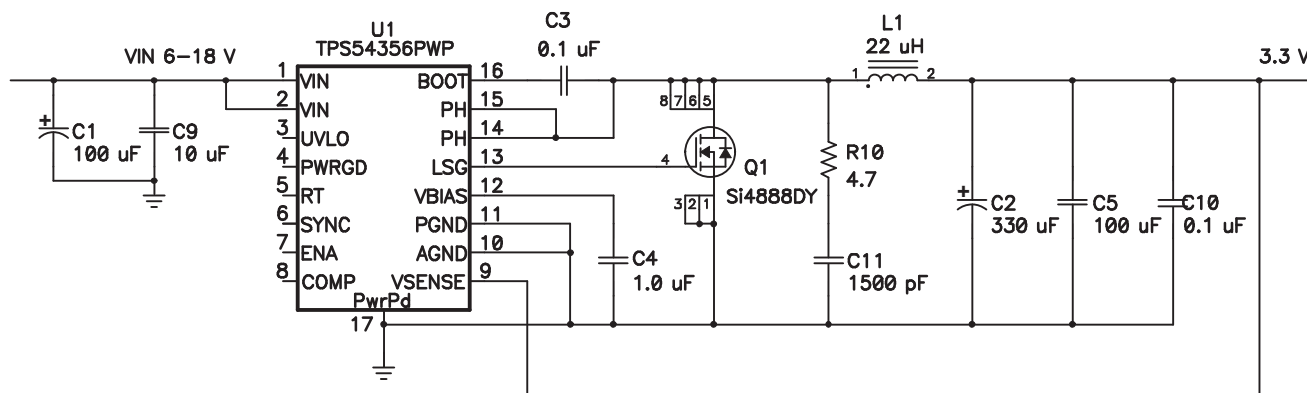 C3
0.1 uF
U1
TPS54356PWP
L1
22 uH
VIN 6-18 V
3.3 V
1 VIN BOOT 16
1 2
2 VIN PH 15
8 7 6 5
3 UVLO PH 14
C1
100 uF
C9
10 uF
4 PWRGD LSG 13
4
Q1
Si4888DY
R10
4.7
5 RT VBIAS 12
3 2 1
6 SYNC PGND 11
C2
330 uF
C5
100 uF
C10
0.1 uF
7 ENA AGND 10
C4
1.0 uF
C11
1500 pF
8 COMP VSENSE 9
PwrPd
17